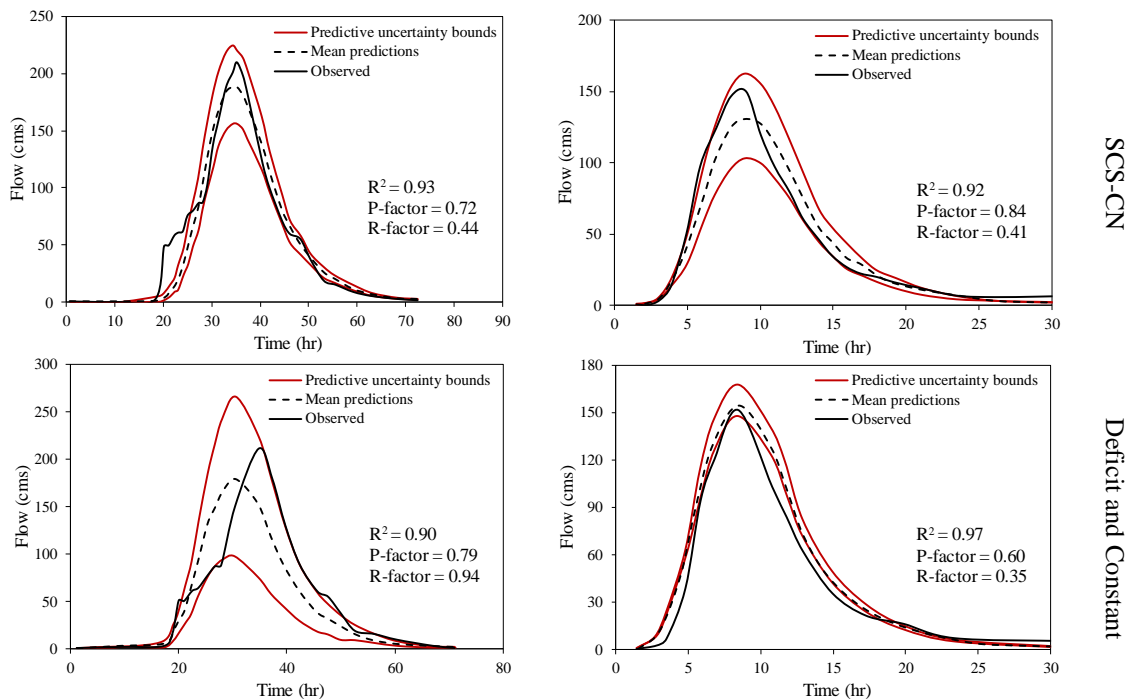 250
200
150
100
50
0
Flow (cms)
0 10 20 30 40 50 60 70 80 90
Time (hr)
Predictive uncertainty bounds
Mean predictions
Observed
R² = 0.93
P-factor = 0.72
R-factor = 0.44
200
150
100
50
0
Flow (cms)
0 5 10 15 20 25 30
Time (hr)
Predictive uncertainty bounds
Mean predictions
Observed
R² = 0.92
P-factor = 0.84
R-factor = 0.41
SCS-CN
300
250
200
150
100
50
0
Flow (cms)
0 20 40 60 80
Time (hr)
Predictive uncertainty bounds
Mean predictions
Observed
R² = 0.90
P-factor = 0.79
R-factor = 0.94
180
150
120
90
60
30
0
Flow (cms)
0 5 10 15 20 25 30
Time (hr)
Predictive uncertainty bounds
Mean predictions
Observed
R² = 0.97
P-factor = 0.60
R-factor = 0.35
Deficit and Constant